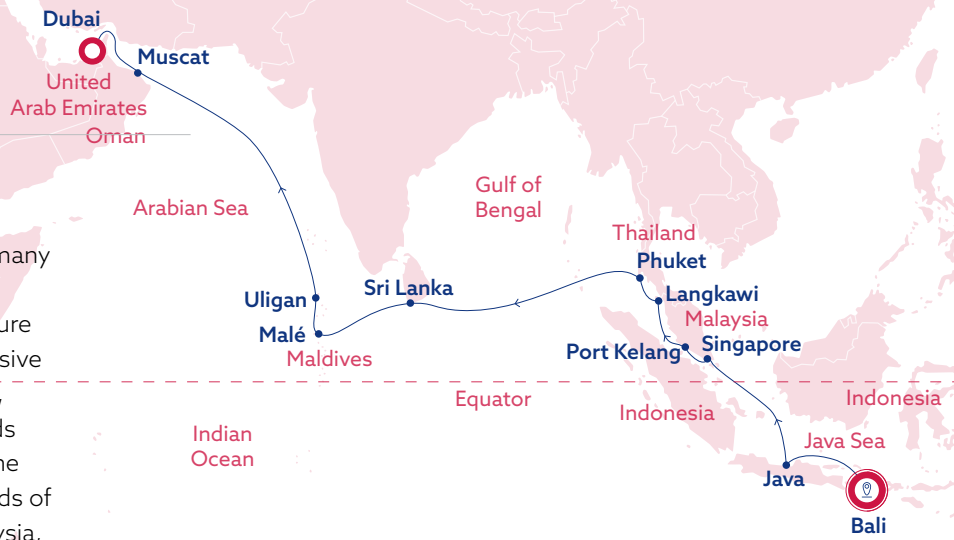 Dubai
Muscat
United
Arab Emirates
Oman
Arabian Sea
Gulf of
Bengal
Thailand
Phuket
many
Uligan
Sri Lanka
Langkawi
Malaysia
ure
Malé
Maldives
Port Kelang
Singapore
sive
Equator
Indonesia
Indonesia
ds
Indian
Ocean
Java Sea
he
Java
ds of
ysia,
Bali